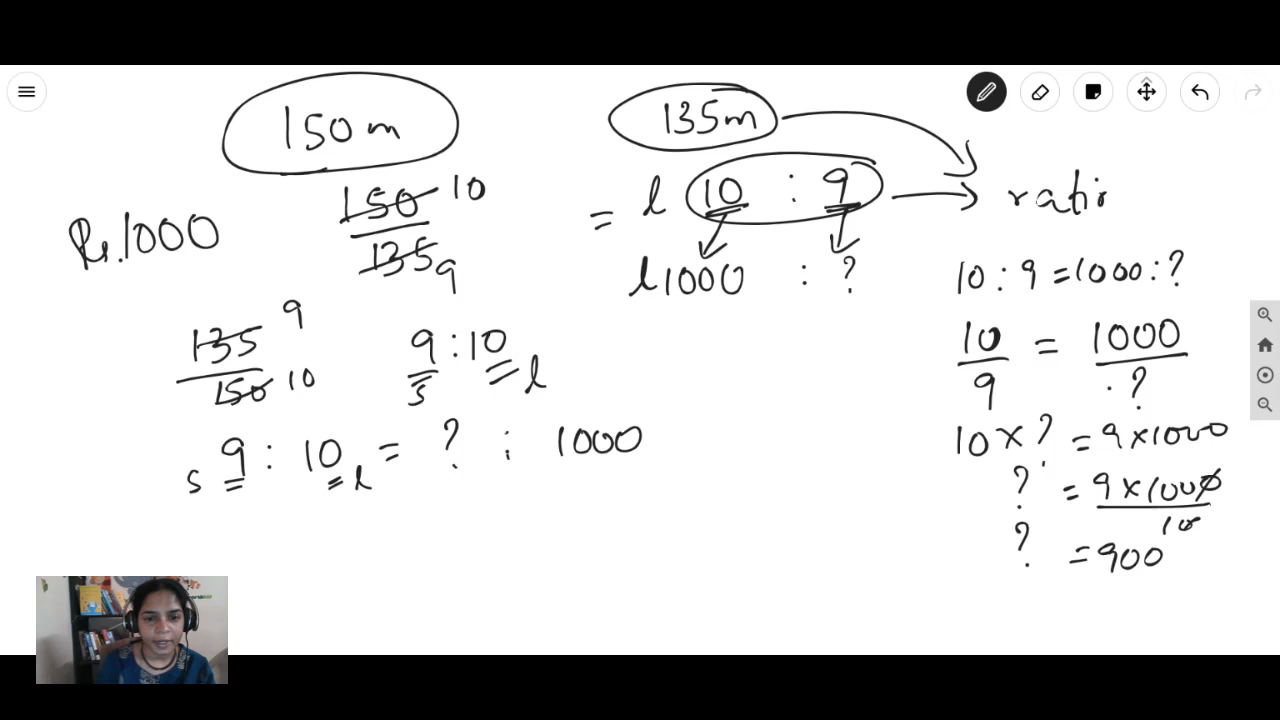 150 m
135m
150 10
135 9
= l 10 : 9
ratio
Rs.1000
l 1000 : ?
10 : 9 = 1000 : ?
135 9
150 10
9 : 10
s l
10/9 = 1000/?
s 9 : 10 l = ? : 1000
10 x ? = 9 x 1000
? = 9 x 1000
10
? = 900